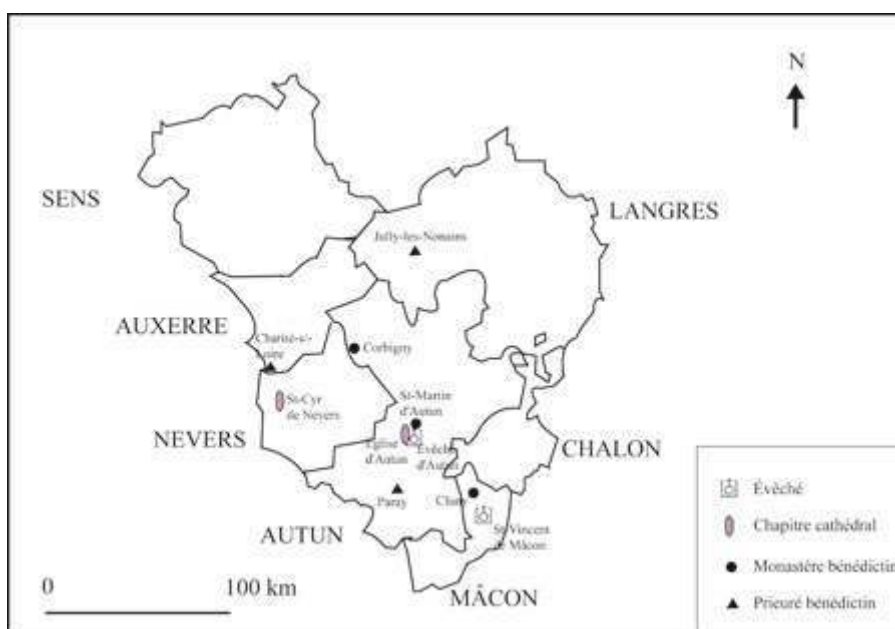 N
SENS
LANGRES
Jully-les-Nonains
AUXERRE
Charité-s/-
Loire
Corbigny
St-Cyr
de Nevers
St-Martin
d'Autun
NEVERS
Église
d'Autun
Évêché
d'Autun
CHALON
Paray
Cluny
St-Vincent
de Mâcon
AUTUN
MÂCON
0
100 km
Évêché
Chapitre cathédral
Monastère bénédictin
Prieuré bénédictin